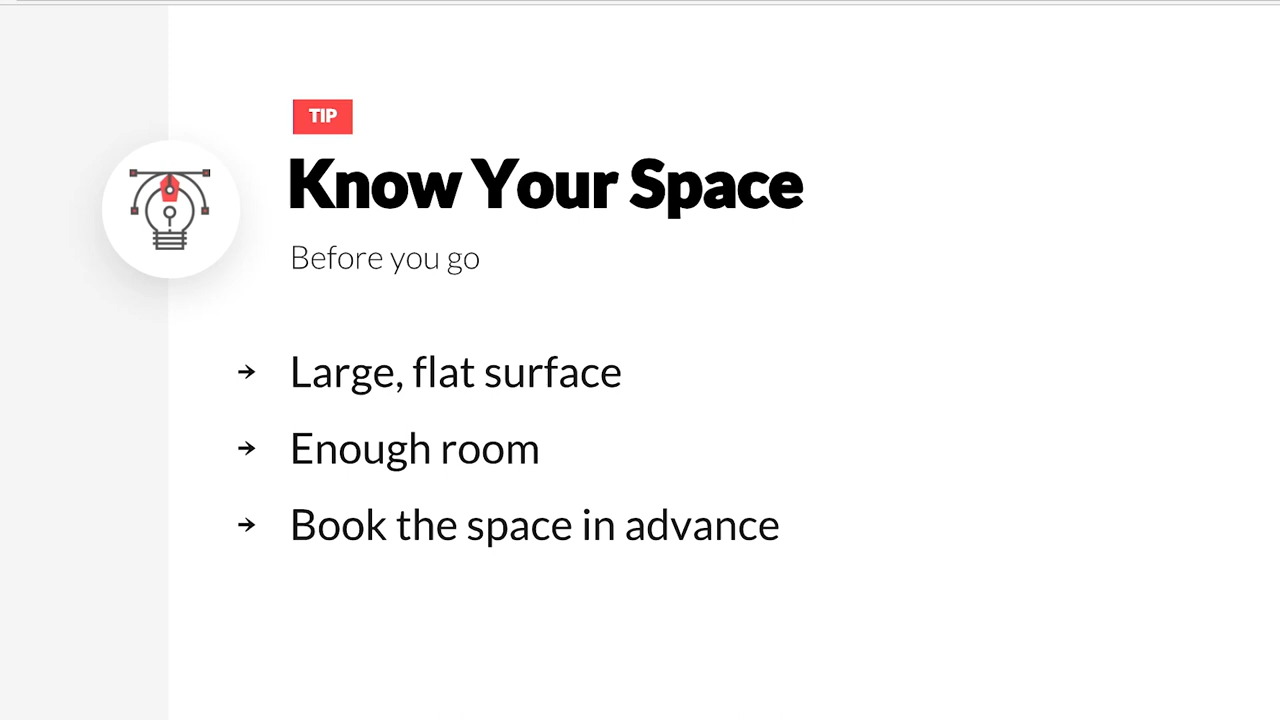 TIP
Know Your Space
Before you go
→ Large, flat surface
→ Enough room
→ Book the space in advance